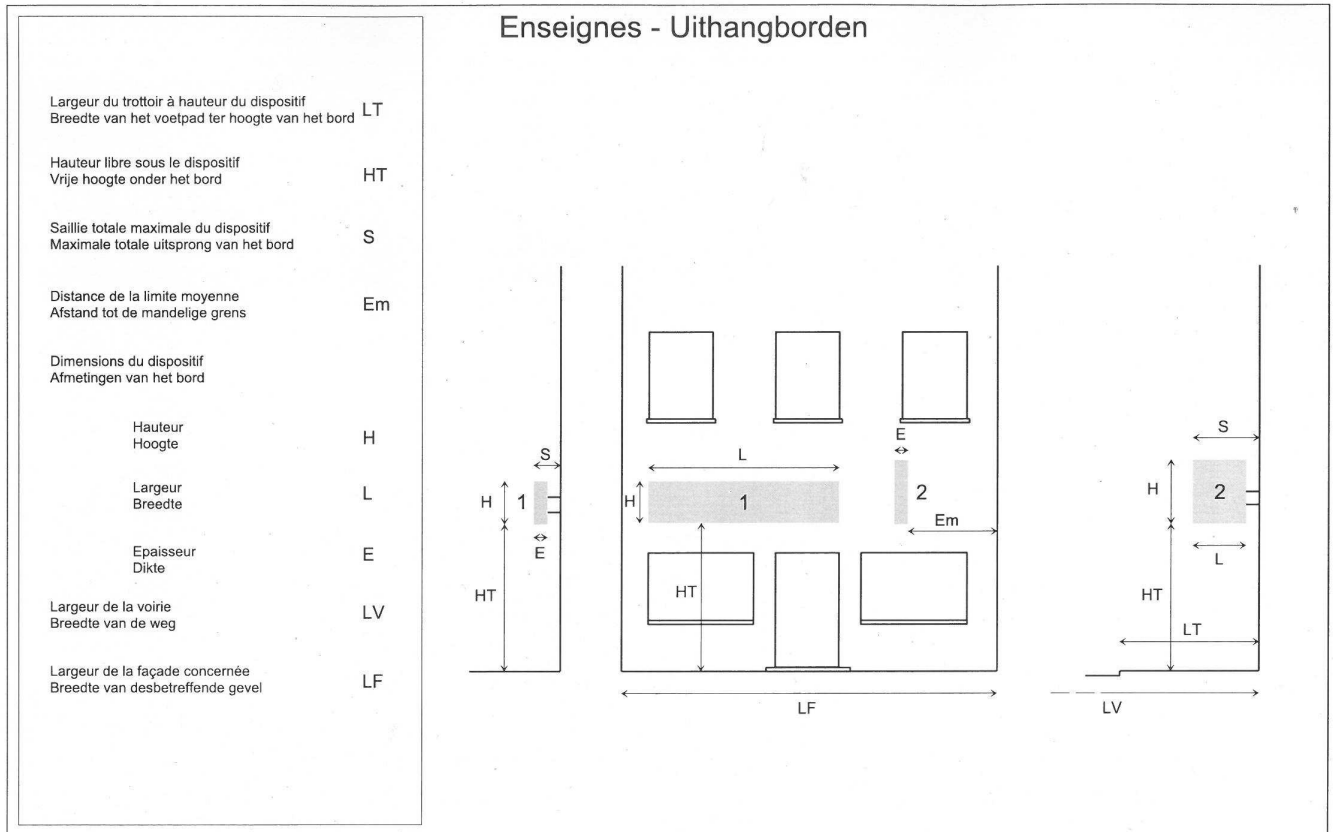 Enseignes - Uithangborden
Largeur du trottoir à hauteur du dispositif
Breedte van het voetpad ter hoogte van het bord
LT
Hauteur libre sous le dispositif
Vrije hoogte onder het bord
HT
Saillie totale maximale du dispositif
Maximale totale uitsprong van het bord
S
Distance de la limite moyenne
Afstand tot de mandelige grens
Em
Dimensions du dispositif
Afmetingen van het bord
Hauteur
Hoogte
H
Largeur
Breedte
L
Epaisseur
Dikte
E
Largeur de la voirie
Breedte van de weg
LV
Largeur de la façade concernée
Breedte van desbetreffende gevel
LF
S
H
1
E
HT
L
H
1
HT
E
2
Em
LF
S
H
2
L
HT
LT
LV